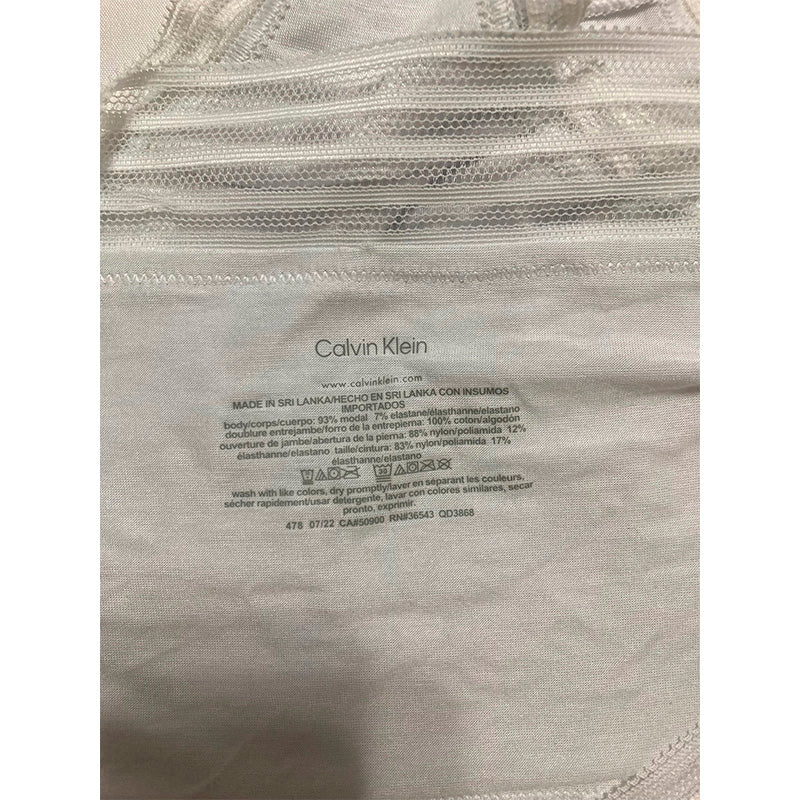 Calvin Klein
www.calvinklein.com
MADE IN SRI LANKA/HECHO EN SRI LANKA CON INSUMOS
IMPORTADOS
body/corps/cuerpo: 93% modal 7% elastane/élasthanne/elastano
doublure entrejambe/forro de la entrepierna: 100% coton/algodón
ouverture de jambe/abertura de la pierna: 88% nylon/poliamida 12%
élasthanne/elastano taille/cintura: 83% nylon/poliamida 17%
élasthanne/elastano
30
wash with like colors, dry promptly/laver en séparant les couleurs,
sécher rapidement/usar detergente, lavar con colores similares, secar
pronto, exprimir.
478 07/22 CA#50900 RN#36543 QD3868